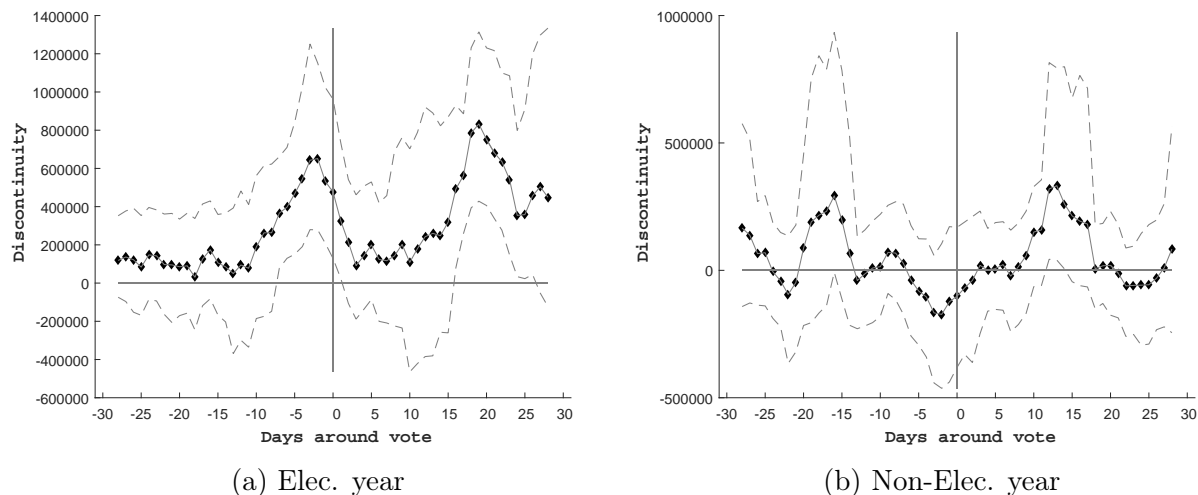 1400000
1200000
1000000
800000
600000
400000
200000
0
-200000
-400000
-600000
Discontinuity
-30 -25 -20 -15 -10 -5 0 5 10 15 20 25 30
Days around vote
(a) Elec. year
1000000
500000
0
-500000
Discontinuity
-30 -25 -20 -15 -10 -5 0 5 10 15 20 25 30
Days around vote
(b) Non-Elec. year